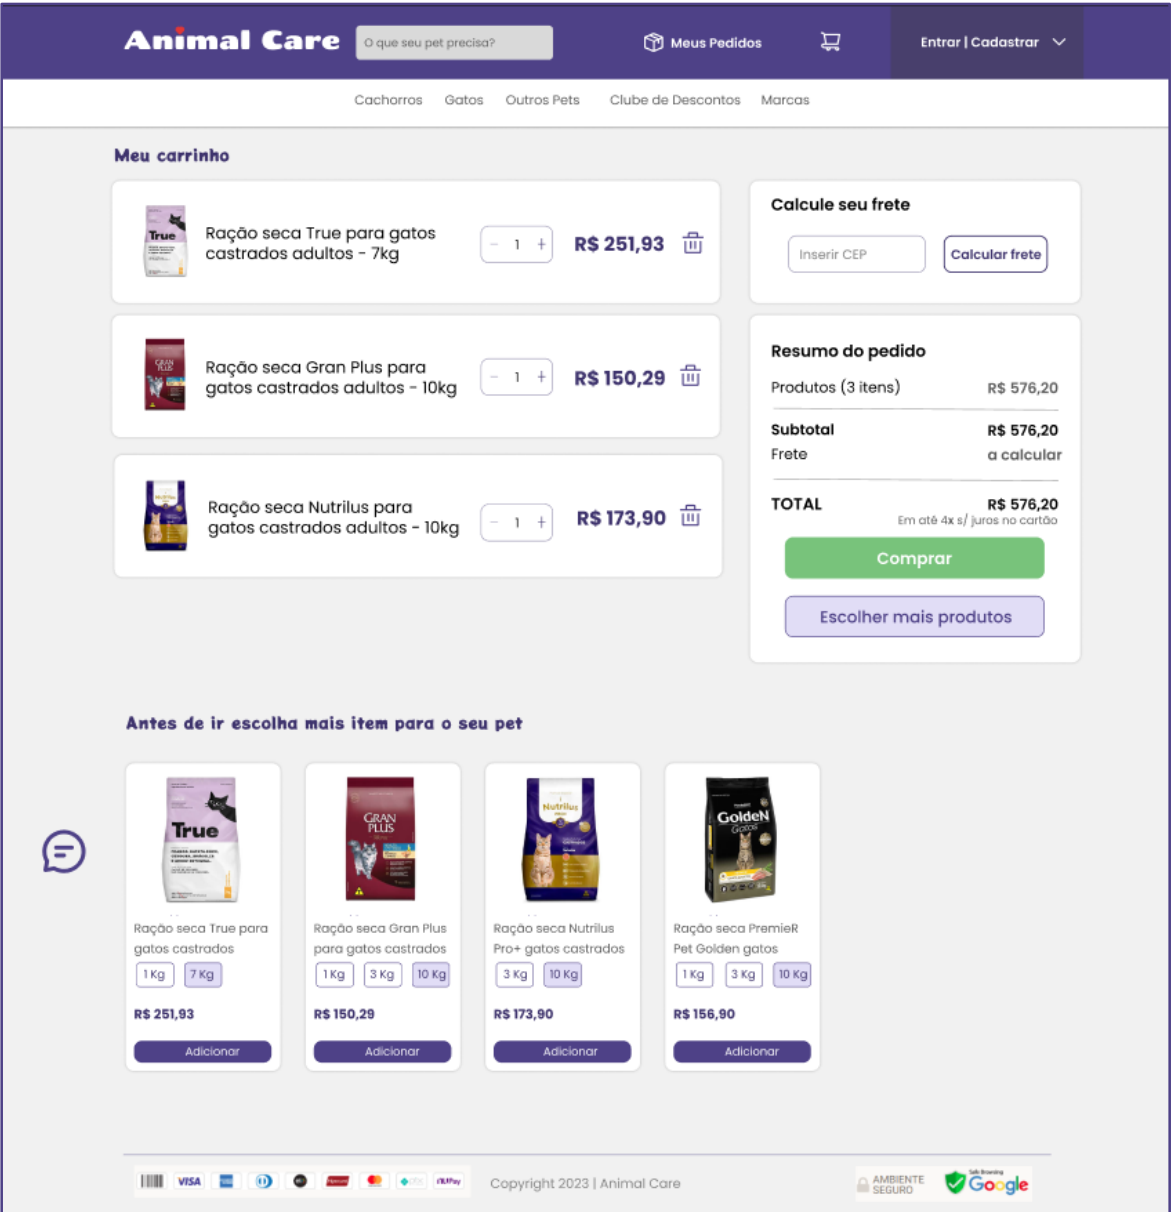 Animal Care
O que seu pet precisa?
Meus Pedidos
Entrar | Cadastrar
Cachorros Gatos Outros Pets Clube de Descontos Marcas
Meu carrinho
True
Ração seca True para gatos
castrados adultos - 7kg
- 1 +
R$ 251,93
GRAN
PLUS
Ração seca Gran Plus para
gatos castrados adultos - 10kg
- 1 +
R$ 150,29
Nutrilus
Ração seca Nutrilus para
gatos castrados adultos - 10kg
- 1 +
R$ 173,90
Calcule seu frete
Inserir CEP
Calcular frete
Resumo do pedido
Produtos (3 itens) R$ 576,20
Subtotal R$ 576,20
Frete a calcular
TOTAL R$ 576,20
Em até 4x s/ juros no cartão
Comprar
Escolher mais produtos
Antes de ir escolha mais item para o seu pet
True
Ração seca True para
gatos castrados
1 Kg 7 Kg
R$ 251,93
Adicionar
GRAN
PLUS
Ração seca Gran Plus
para gatos castrados
1 Kg 3 Kg 10 Kg
R$ 150,29
Adicionar
Nutrilus
Ração seca Nutrilus
Pro+ gatos castrados
3 Kg 10 Kg
R$ 173,90
Adicionar
GoldeN
Gatos
Ração seca PremieR
Pet Golden gatos
1 Kg 3 Kg 10 Kg
R$ 156,90
Adicionar
VISA
NuPay
Copyright 2023 | Animal Care
AMBIENTE
SEGURO
Safe Browsing
Google